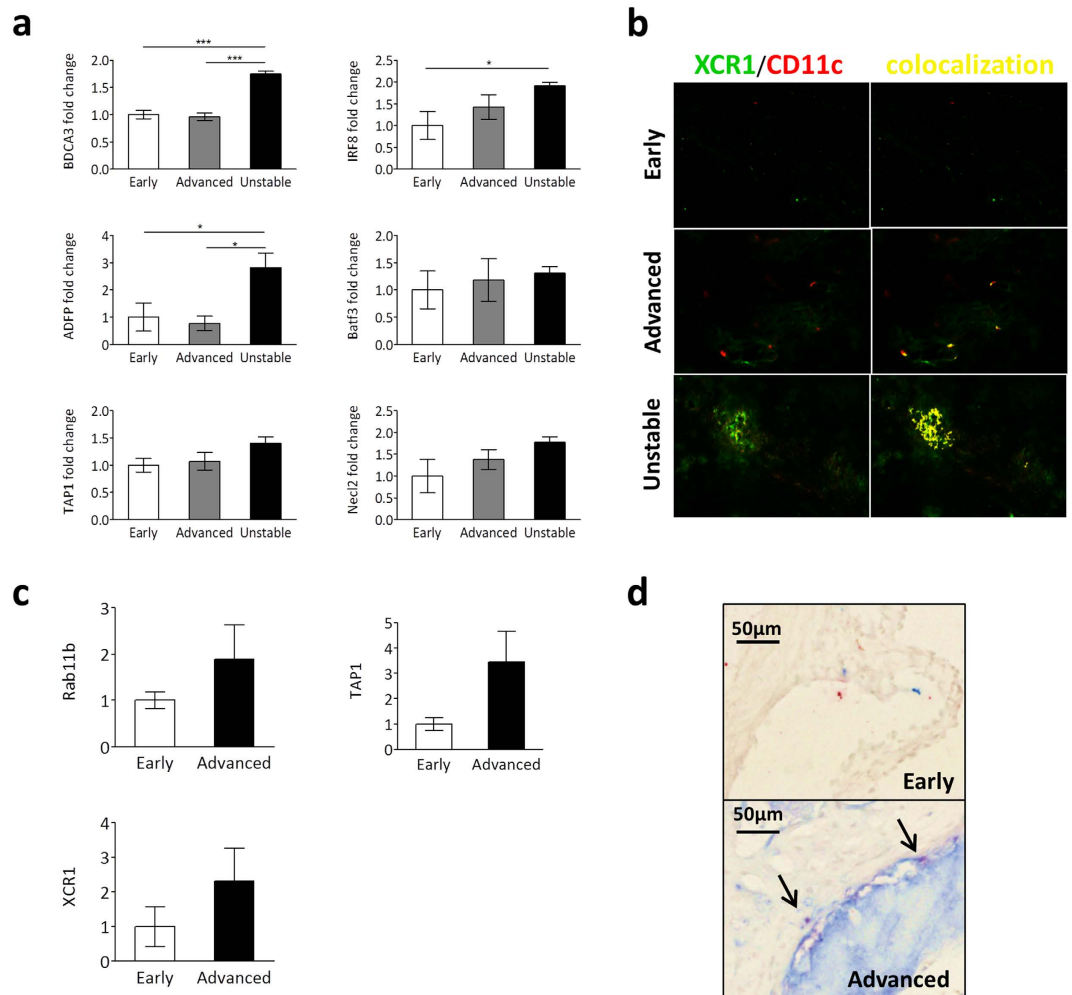 a
***
***
BDCA3 fold change
2.0
1.5
1.0
0.5
0.0
Early Advanced Unstable
*
IRF8 fold change
2.5
2.0
1.5
1.0
0.5
0.0
Early Advanced Unstable
*
*
ADFP fold change
4
3
2
1
0
Early Advanced Unstable
Batf3 fold change
2.0
1.5
1.0
0.5
0.0
Early Advanced Unstable
TAP1 fold change
2.0
1.5
1.0
0.5
0.0
Early Advanced Unstable
Necl2 fold change
2.0
1.5
1.0
0.5
0.0
Early Advanced Unstable
b
XCR1/CD11c colocalization
Early
Advanced
Unstable
c
Rab11b
3
2
1
0
Early Advanced
TAP1
5
4
3
2
1
0
Early Advanced
XCR1
4
3
2
1
0
Early Advanced
d
50µm
Early
50µm
Advanced